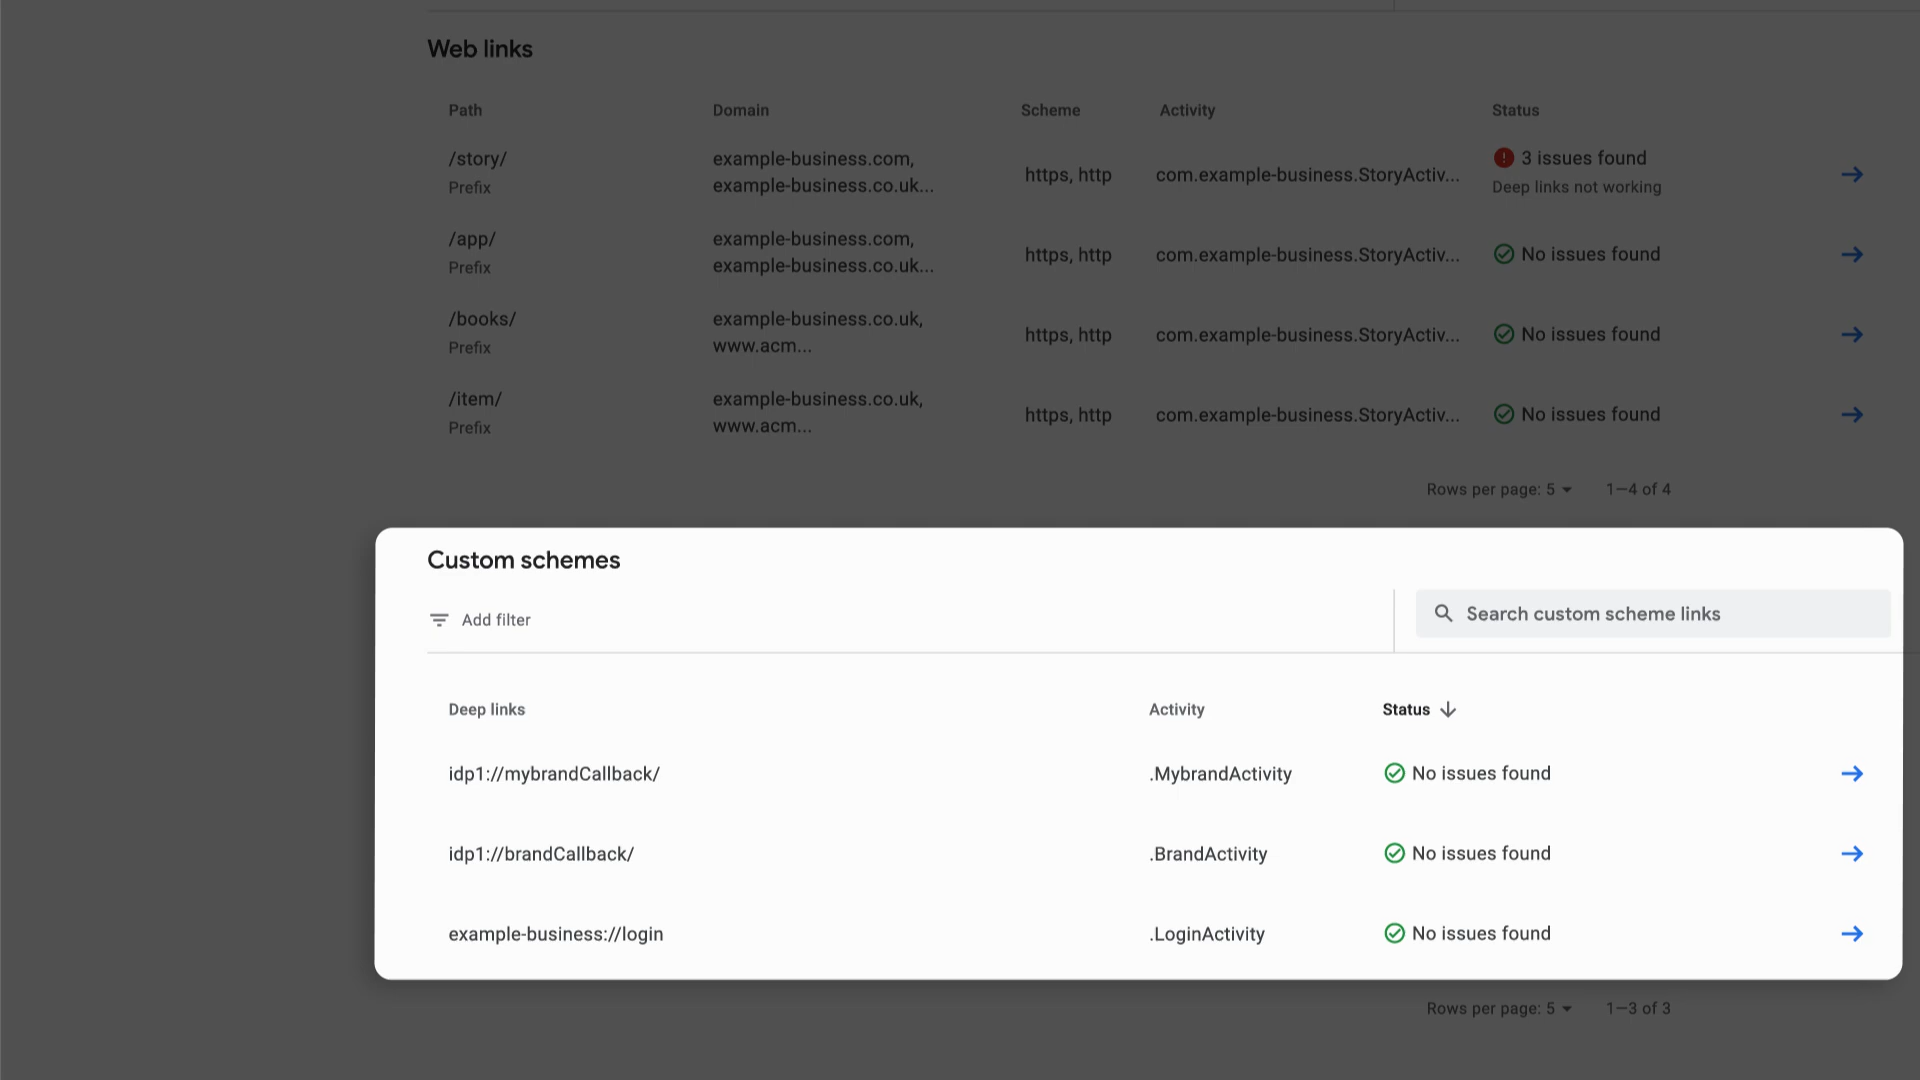 Web links
Path Domain Scheme Activity Status
/story/ example-business.com, https, http com.example-business.StoryActiv... 3 issues found
Prefix example-business.co.uk... Deep links not working
/app/ example-business.com, https, http com.example-business.StoryActiv... No issues found
Prefix example-business.co.uk...
/books/ example-business.co.uk, https, http com.example-business.StoryActiv... No issues found
Prefix www.acm...
/item/ example-business.co.uk, https, http com.example-business.StoryActiv... No issues found
Prefix www.acm...
Rows per page: 5 1–4 of 4
Custom schemes
Add filter Search custom scheme links
Deep links Activity Status
idp1://mybrandCallback/ .MybrandActivity No issues found
idp1://brandCallback/ .BrandActivity No issues found
example-business://login .LoginActivity No issues found
Rows per page: 5 1–3 of 3